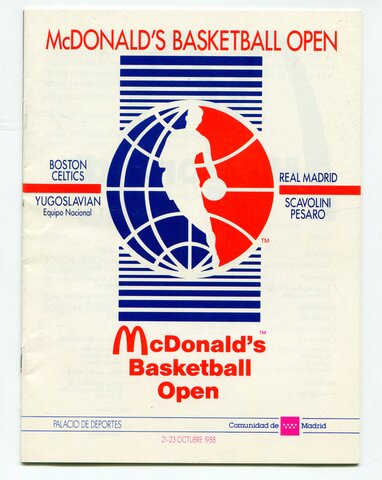 McDONALD'S BASKETBALL OPEN
BOSTON
CELTICS
YUGOSLAVIAN
Equipo Nacional
REAL MADRID
SCAVOLINI
PESARO
TM
McDonald's TM
Basketball
Open
PALACIO DE DEPORTES
Comunidad de Madrid
21-23 OCTUBRE 1988